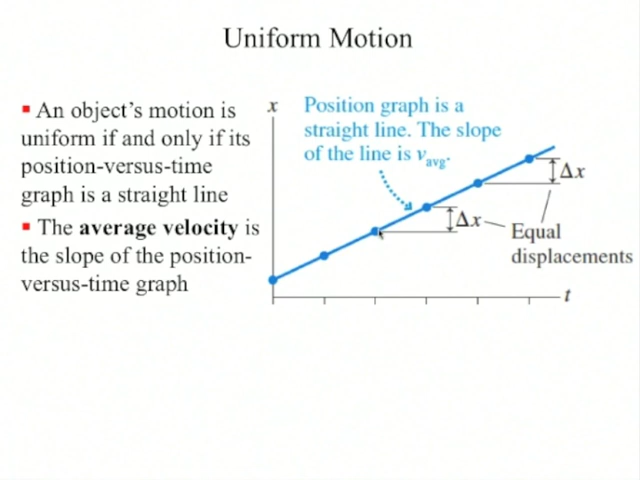 Uniform Motion
▪ An object’s motion is
uniform if and only if its
position-versus-time
graph is a straight line
▪ The average velocity is
the slope of the position-
versus-time graph
x
Position graph is a
straight line. The slope
of the line is vavg.
Δx
Δx
Equal
displacements
t